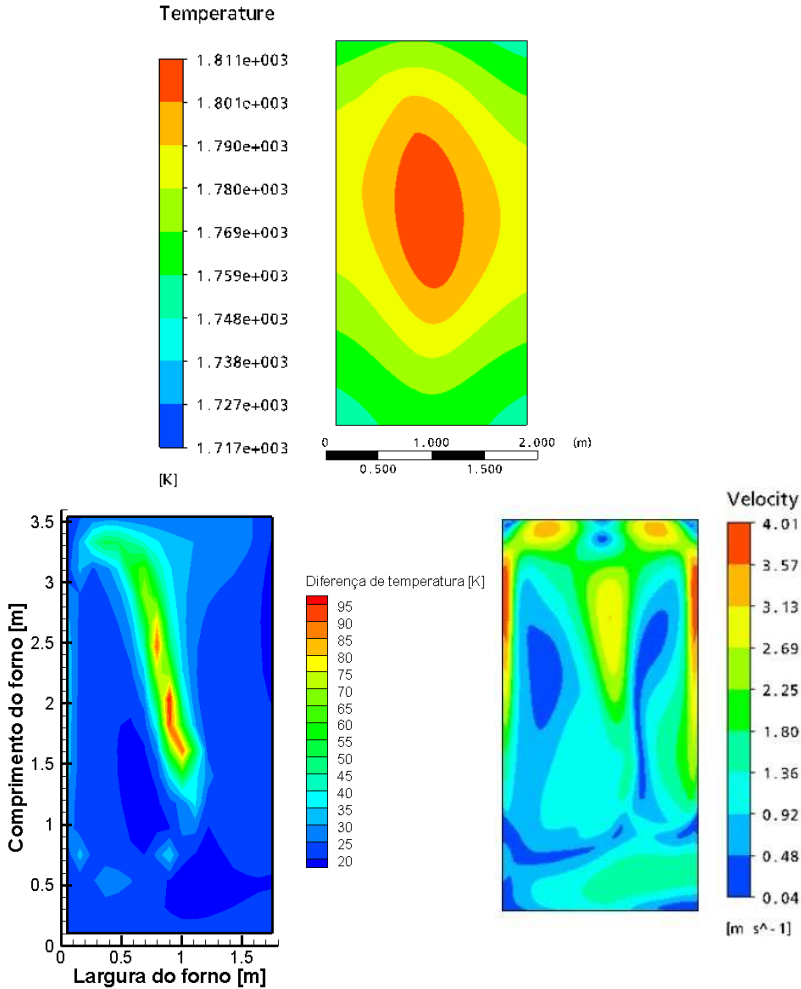 Temperature
1.811e+003
1.801e+003
1.790e+003
1.780e+003
1.769e+003
1.759e+003
1.748e+003
1.738e+003
1.727e+003
1.717e+003
[K]
0 1.000 2.000 (m)
0.500 1.500
Comprimento do forno [m]
3.5
3
2.5
2
1.5
1
0.5
0
0 0.5 1 1.5
Largura do forno [m]
Diferença de temperatura [K]
95
90
85
80
75
70
65
60
55
50
45
40
35
30
25
20
Velocity
4.01
3.57
3.13
2.69
2.25
1.80
1.36
0.92
0.48
0.04
[m s^-1]